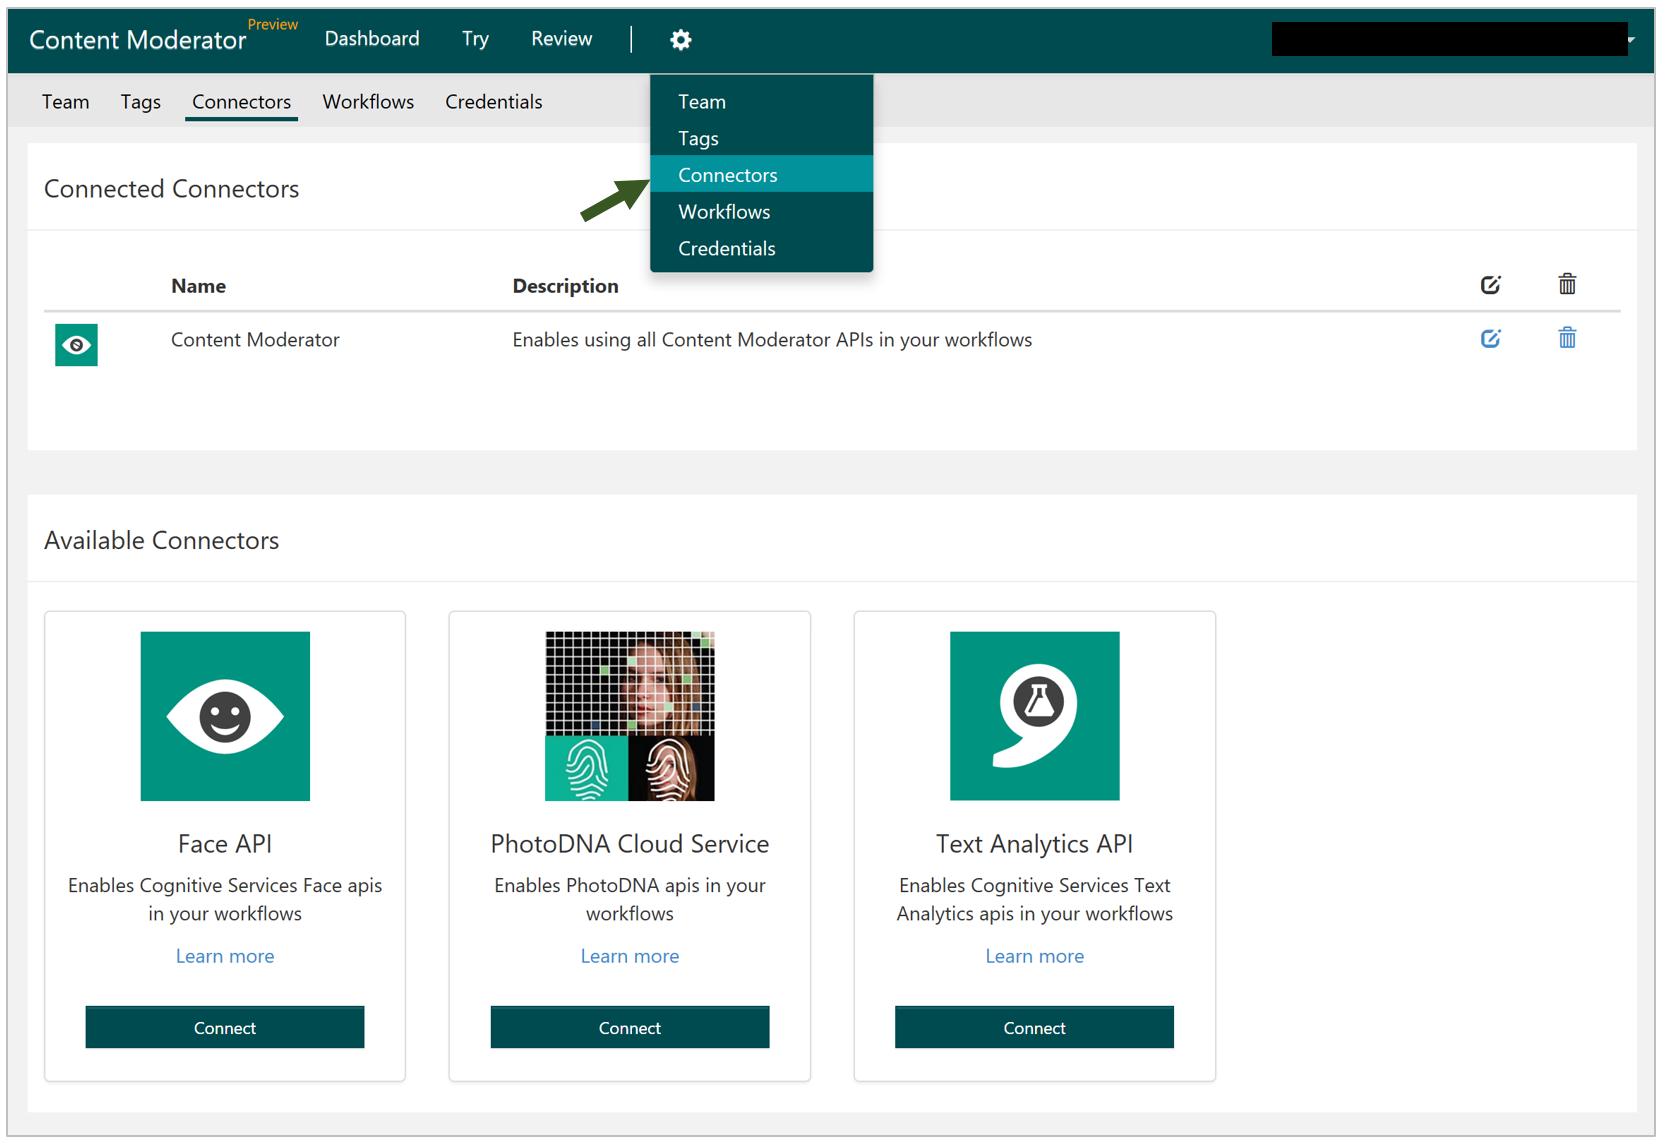 Content Moderator Preview Dashboard Try Review
Team Tags Connectors Workflows Credentials
Team
Tags
Connectors
Workflows
Credentials
Connected Connectors
Name Description
Content Moderator Enables using all Content Moderator APIs in your workflows
Available Connectors
Face API
Enables Cognitive Services Face apis
in your workflows
Learn more
Connect
PhotoDNA Cloud Service
Enables PhotoDNA apis in your
workflows
Learn more
Connect
Text Analytics API
Enables Cognitive Services Text
Analytics apis in your workflows
Learn more
Connect